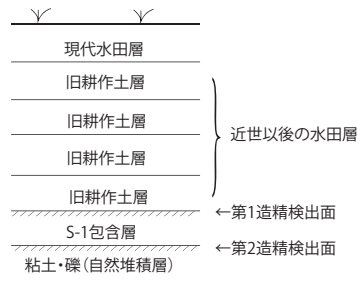 現代水田層
旧耕作土層
旧耕作土層
近世以後の水田層
旧耕作土層
旧耕作土層
←第1造精検出面
S-1包含層
←第2造精検出面
粘土・礫(自然堆積層)